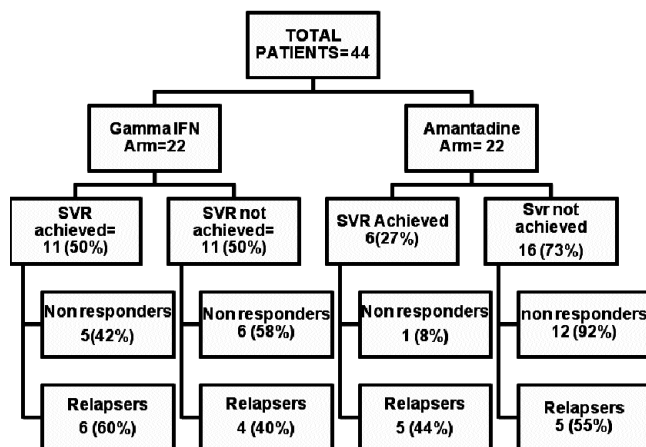 TOTAL
PATIENTS=44
Gamma IFN
Arm=22
Amantadine
Arm= 22
SVR
achieved=
11 (50%)
SVR not
achieved= 11 (50%)
SVR Achieved
6(27%)
Svr not
achieved
16 (73%)
Non responders
5(42%)
Non responders
6 (58%)
Non responders
1 (8%)
non responders
12 (92%)
Relapsers
6 (60%)
Relapsers
4 (40%)
Relapsers
5 (44%)
Relapsers
5 (55%)